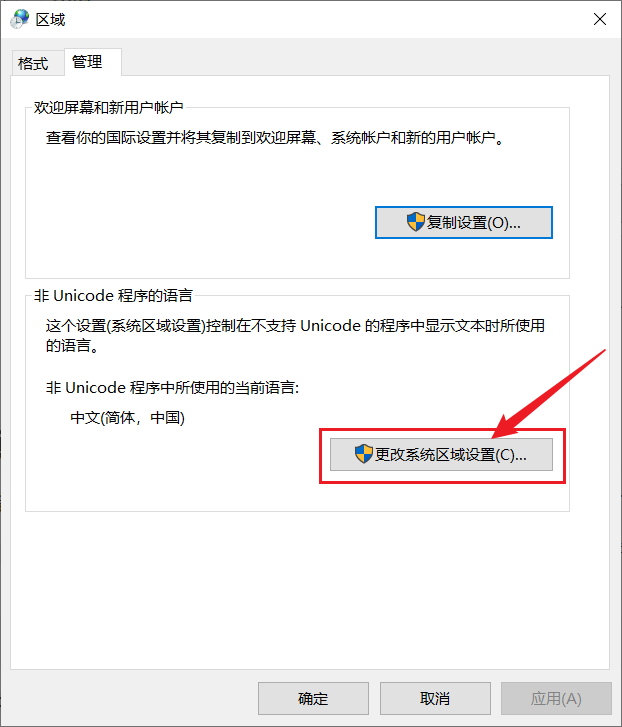 区域
格式
管理
欢迎屏幕和新用户帐户
查看你的国际设置并将其复制到欢迎屏幕、系统帐户和新的用户帐户。
复制设置(O)...
非 Unicode 程序的语言
这个设置(系统区域设置)控制在不支持 Unicode 的程序中显示文本时所使用
的语言。
非 Unicode 程序中所使用的当前语言:
中文(简体，中国)
更改系统区域设置(C)...
确定
取消
应用(A)